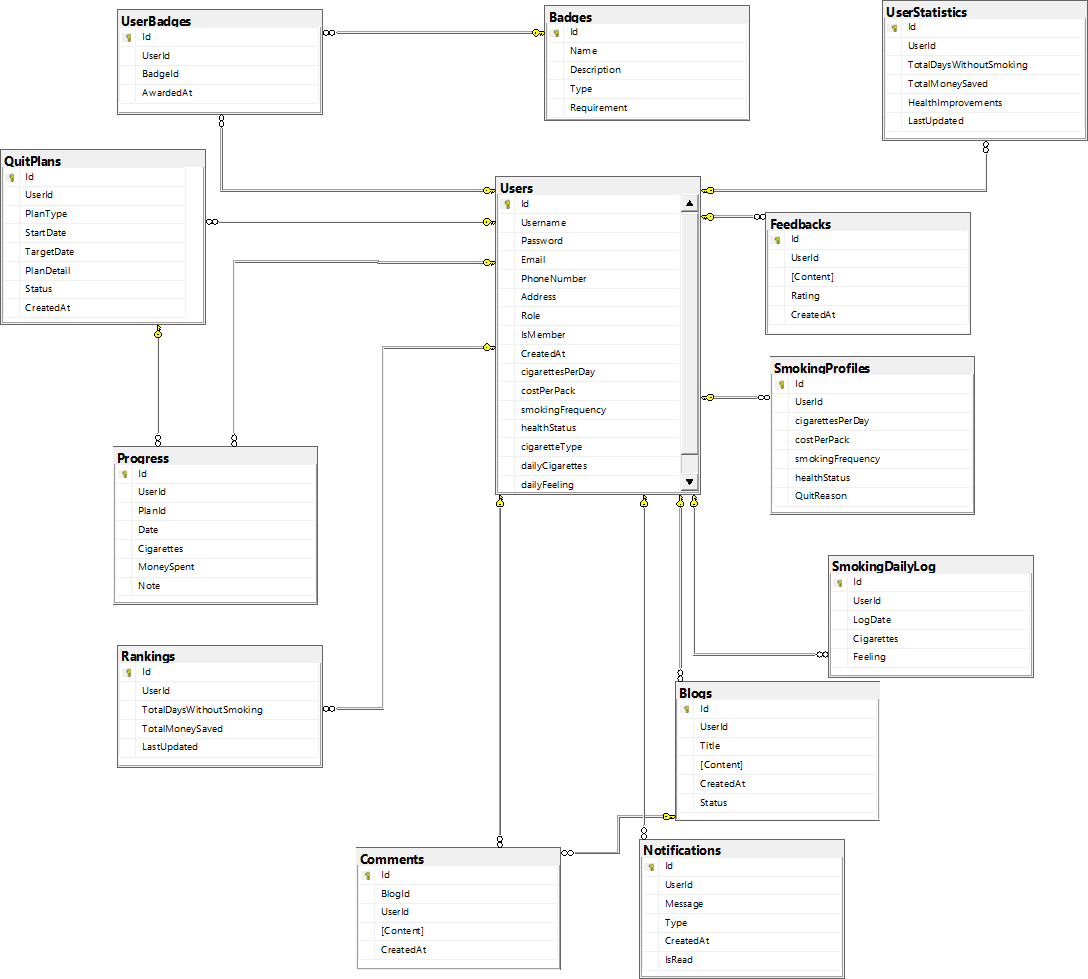 UserBadges
Id
UserId
BadgeId
AwardedAt
Badges
Id
Name
Description
Type
Requirement
UserStatistics
Id
UserId
TotalDaysWithoutSmoking
TotalMoneySaved
HealthImprovements
LastUpdated
QuitPlans
Id
UserId
PlanType
StartDate
TargetDate
PlanDetail
Status
CreatedAt
Users
Id
Username
Password
Email
PhoneNumber
Address
Role
IsMember
CreatedAt
cigarettesPerDay
costPerPack
smokingFrequency
healthStatus
cigaretteType
dailyCigarettes
dailyFeeling
Feedbacks
Id
UserId
[Content]
Rating
CreatedAt
SmokingProfiles
Id
UserId
cigarettesPerDay
costPerPack
smokingFrequency
healthStatus
QuitReason
Progress
Id
UserId
PlanId
Date
Cigarettes
MoneySpent
Note
SmokingDailyLog
Id
UserId
LogDate
Cigarettes
Feeling
Rankings
Id
UserId
TotalDaysWithoutSmoking
TotalMoneySaved
LastUpdated
Blogs
Id
UserId
Title
[Content]
CreatedAt
Status
Comments
Id
BlogId
UserId
[Content]
CreatedAt
Notifications
Id
UserId
Message
Type
CreatedAt
IsRead